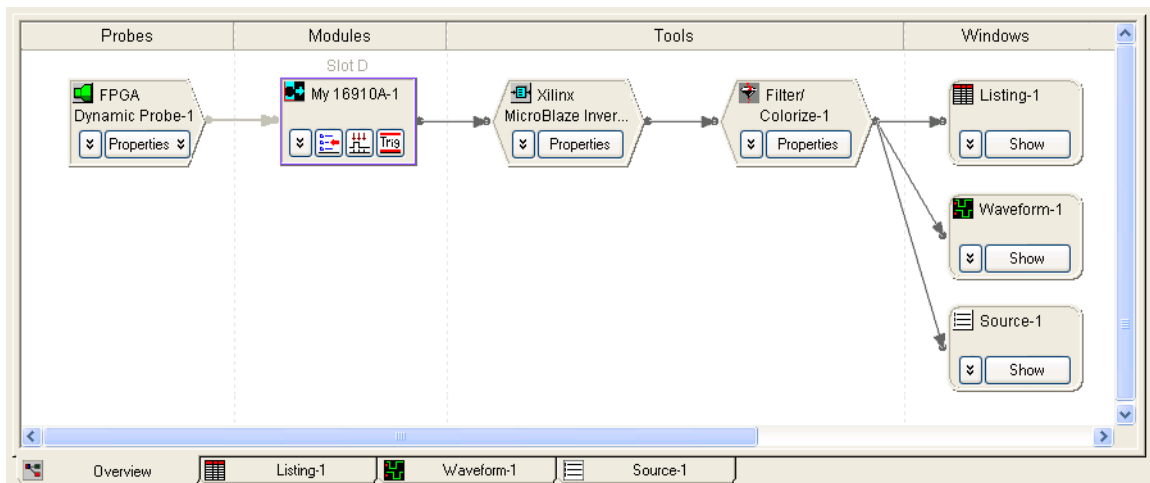 Probes Modules Tools Windows
Slot D
FPGA
Dynamic Probe-1
Properties
My 16910A-1
Trig
Xilinx
MicroBlaze Inver...
Properties
Filter/
Colorize-1
Properties
Listing-1
Show
Waveform-1
Show
Source-1
Show
Overview Listing-1 Waveform-1 Source-1